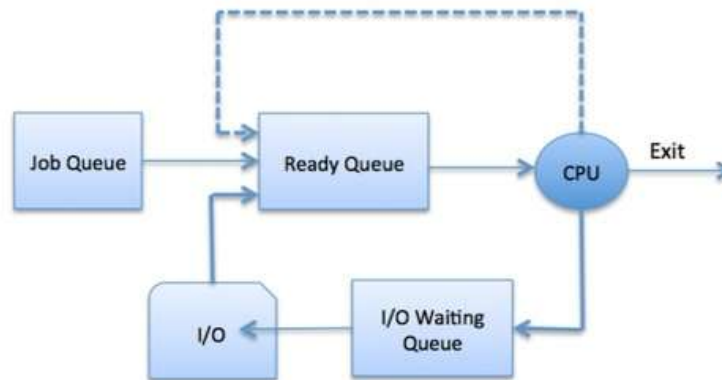 Job Queue
Ready Queue
CPU
Exit
I/O
I/O Waiting
Queue